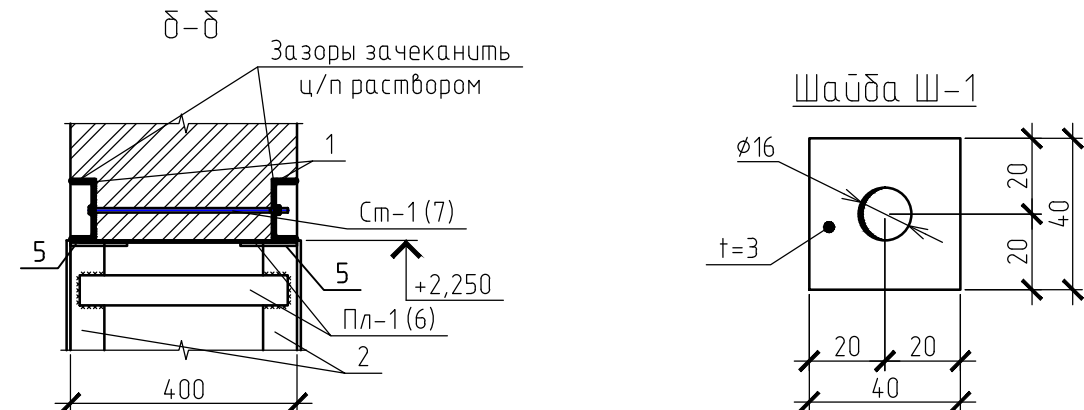 δ-δ
Зазоры зачеканить
ц/п раствором
1
Ст-1 (7)
5
5
+2,250
Пл-1 (6)
2
400
Шайба Ш-1
φ16
t=3
20
20
40
20
20
40